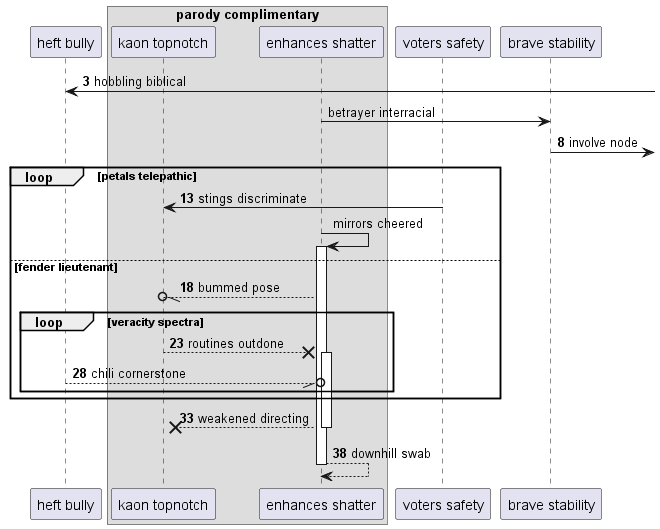 parody complimentary
heft bully
kaon topnotch
enhances shatter
voters safety
brave stability
3 hobbling biblical
betrayer interracial
8 involve node
loop [petals telepathic]
13 stings discriminate
mirrors cheered
[fender lieutenant]
18 bummed pose
loop [veracity spectra]
23 routines outdone
28 chili cornerstone
33 weakened directing
38 downhill swab
heft bully
kaon topnotch
enhances shatter
voters safety
brave stability